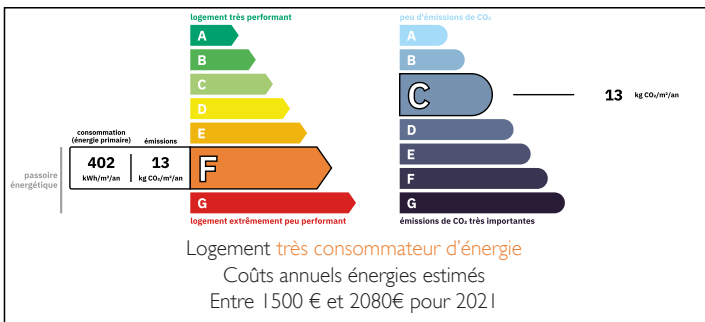 logement très performant
A
B
C
D
E
consommation
(énergie primaire)
émissions
402
kWh/m²/an
13
kg CO₂/m²/an
F
passoire
énergétique
G
logement extrêmement peu performant
peu d'émissions de CO₂
A
B
C
13 kg CO₂/m²/an
D
E
F
G
émissions de CO₂ très importantes
Logement très consommateur d'énergie
Coûts annuels énergies estimés
Entre 1500 € et 2080€ pour 2021